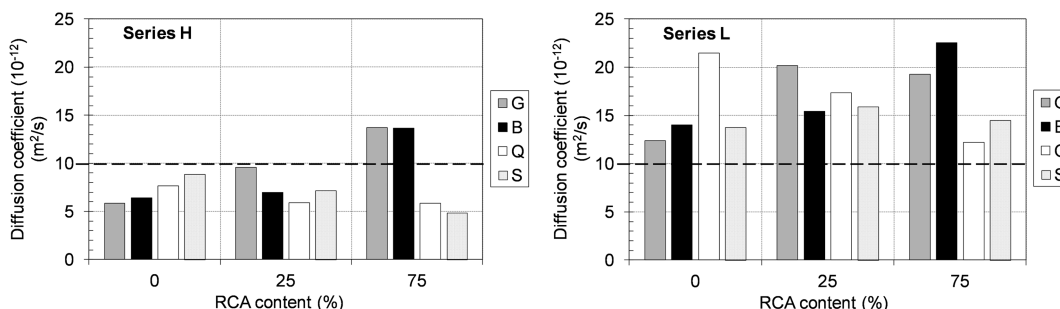 Series H
Diffusion coefficient (10⁻¹²)
(m²/s)
25
20
15
10
5
0
0 25 75
RCA content (%)
G
B
Q
S
Series L
Diffusion coefficient (10⁻¹²)
(m²/s)
25
20
15
10
5
0
0 25 75
RCA content (%)
S